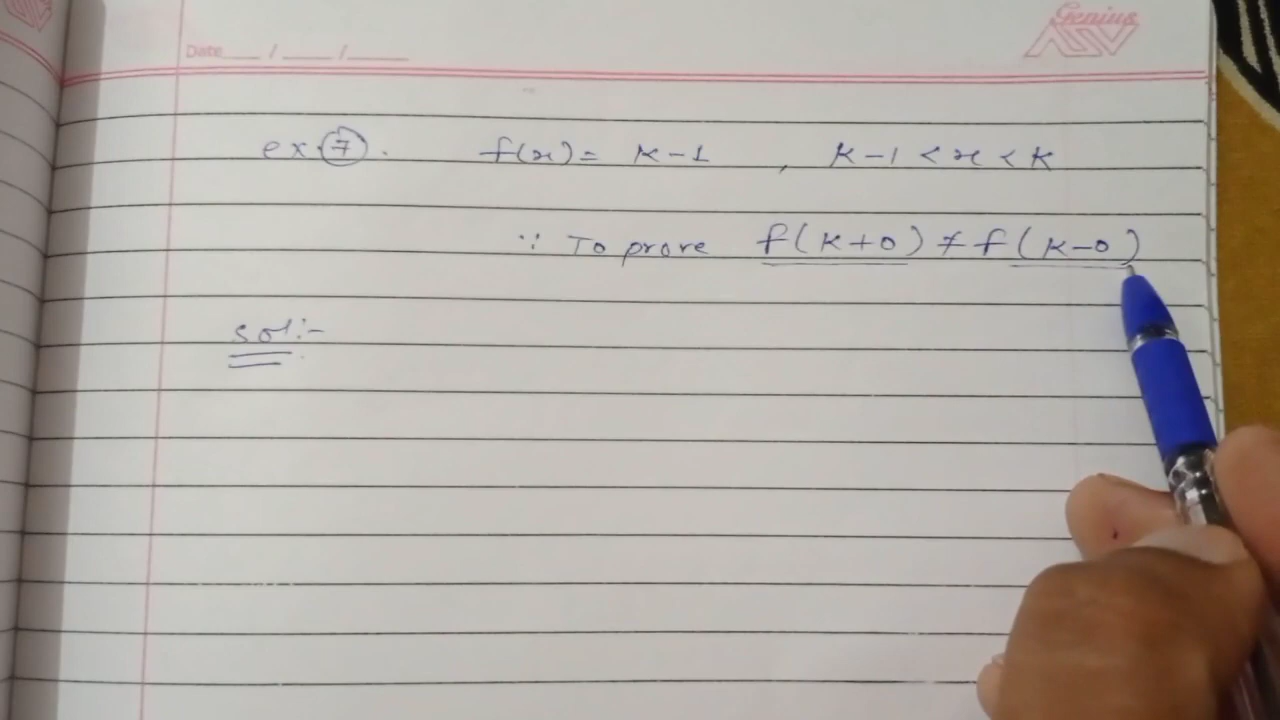 Genius
Date ___ / ___ / ___
ex. 7. f(x) = k-1 , k-1 < x < k
∵ To prove f(k+0) ≠ f(k-0)
sol:-